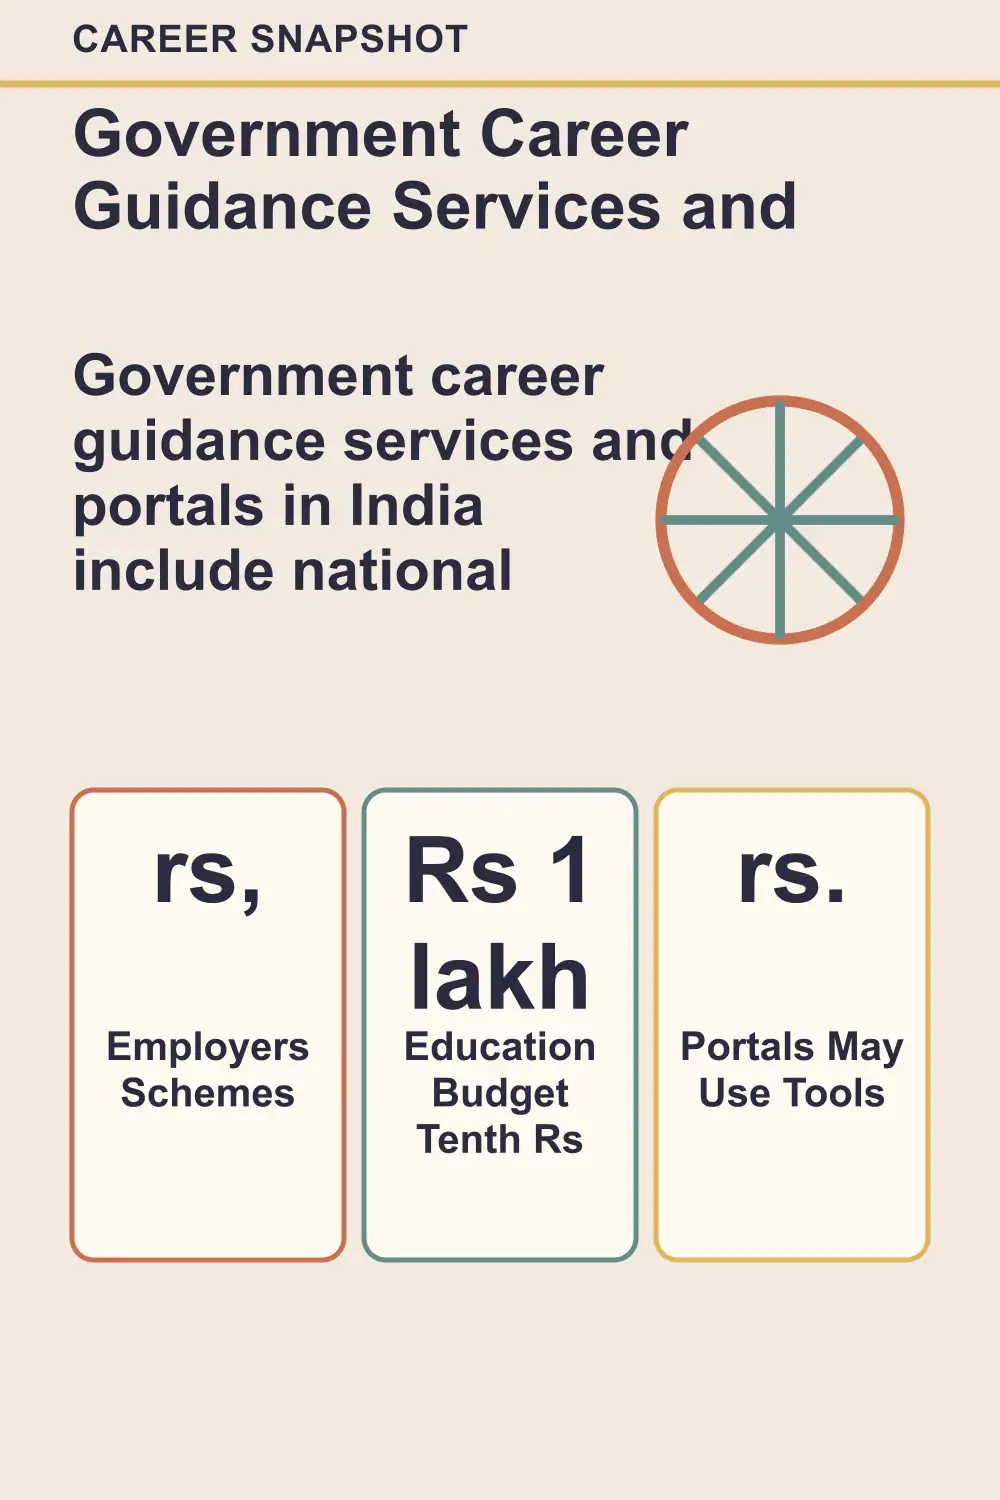 CAREER SNAPSHOT
Government Career
Guidance Services and
Government career
guidance services and
portals in India
include national
rs,
Employers
Schemes
Rs 1
lakh
Education
Budget
Tenth Rs
rs.
Portals May
Use Tools